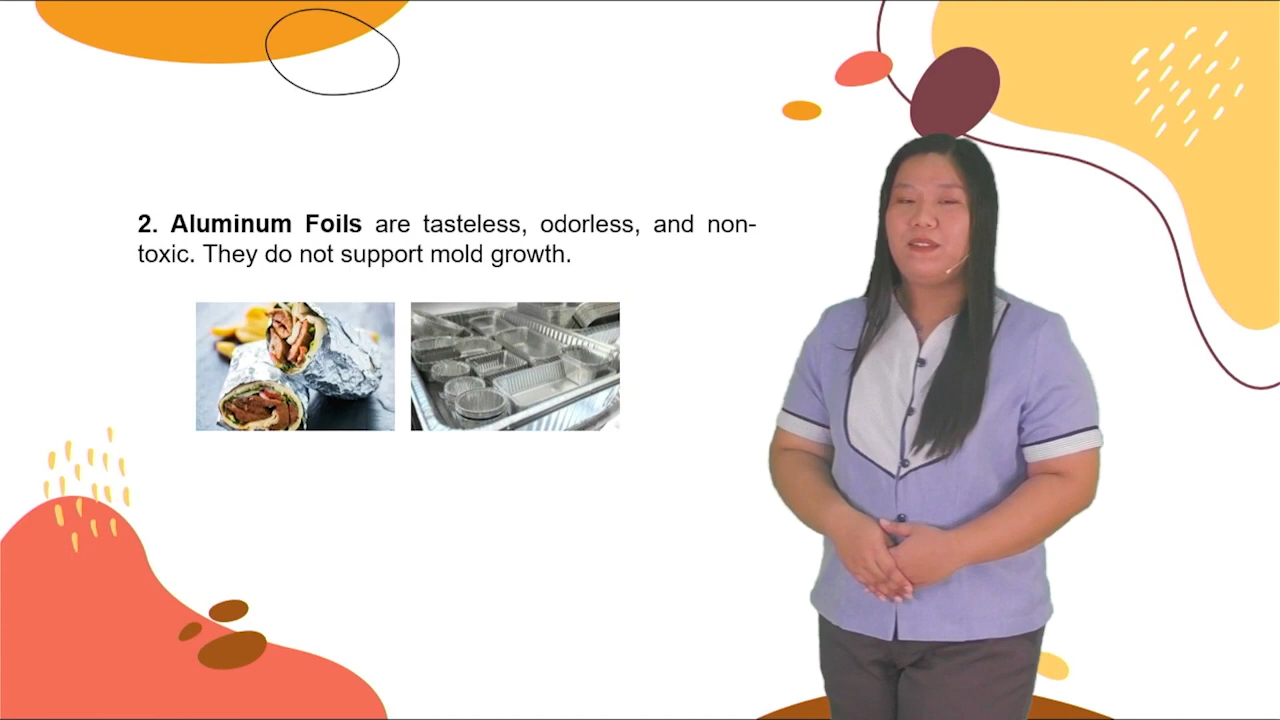 2. Aluminum Foils are tasteless, odorless, and non-
toxic. They do not support mold growth.